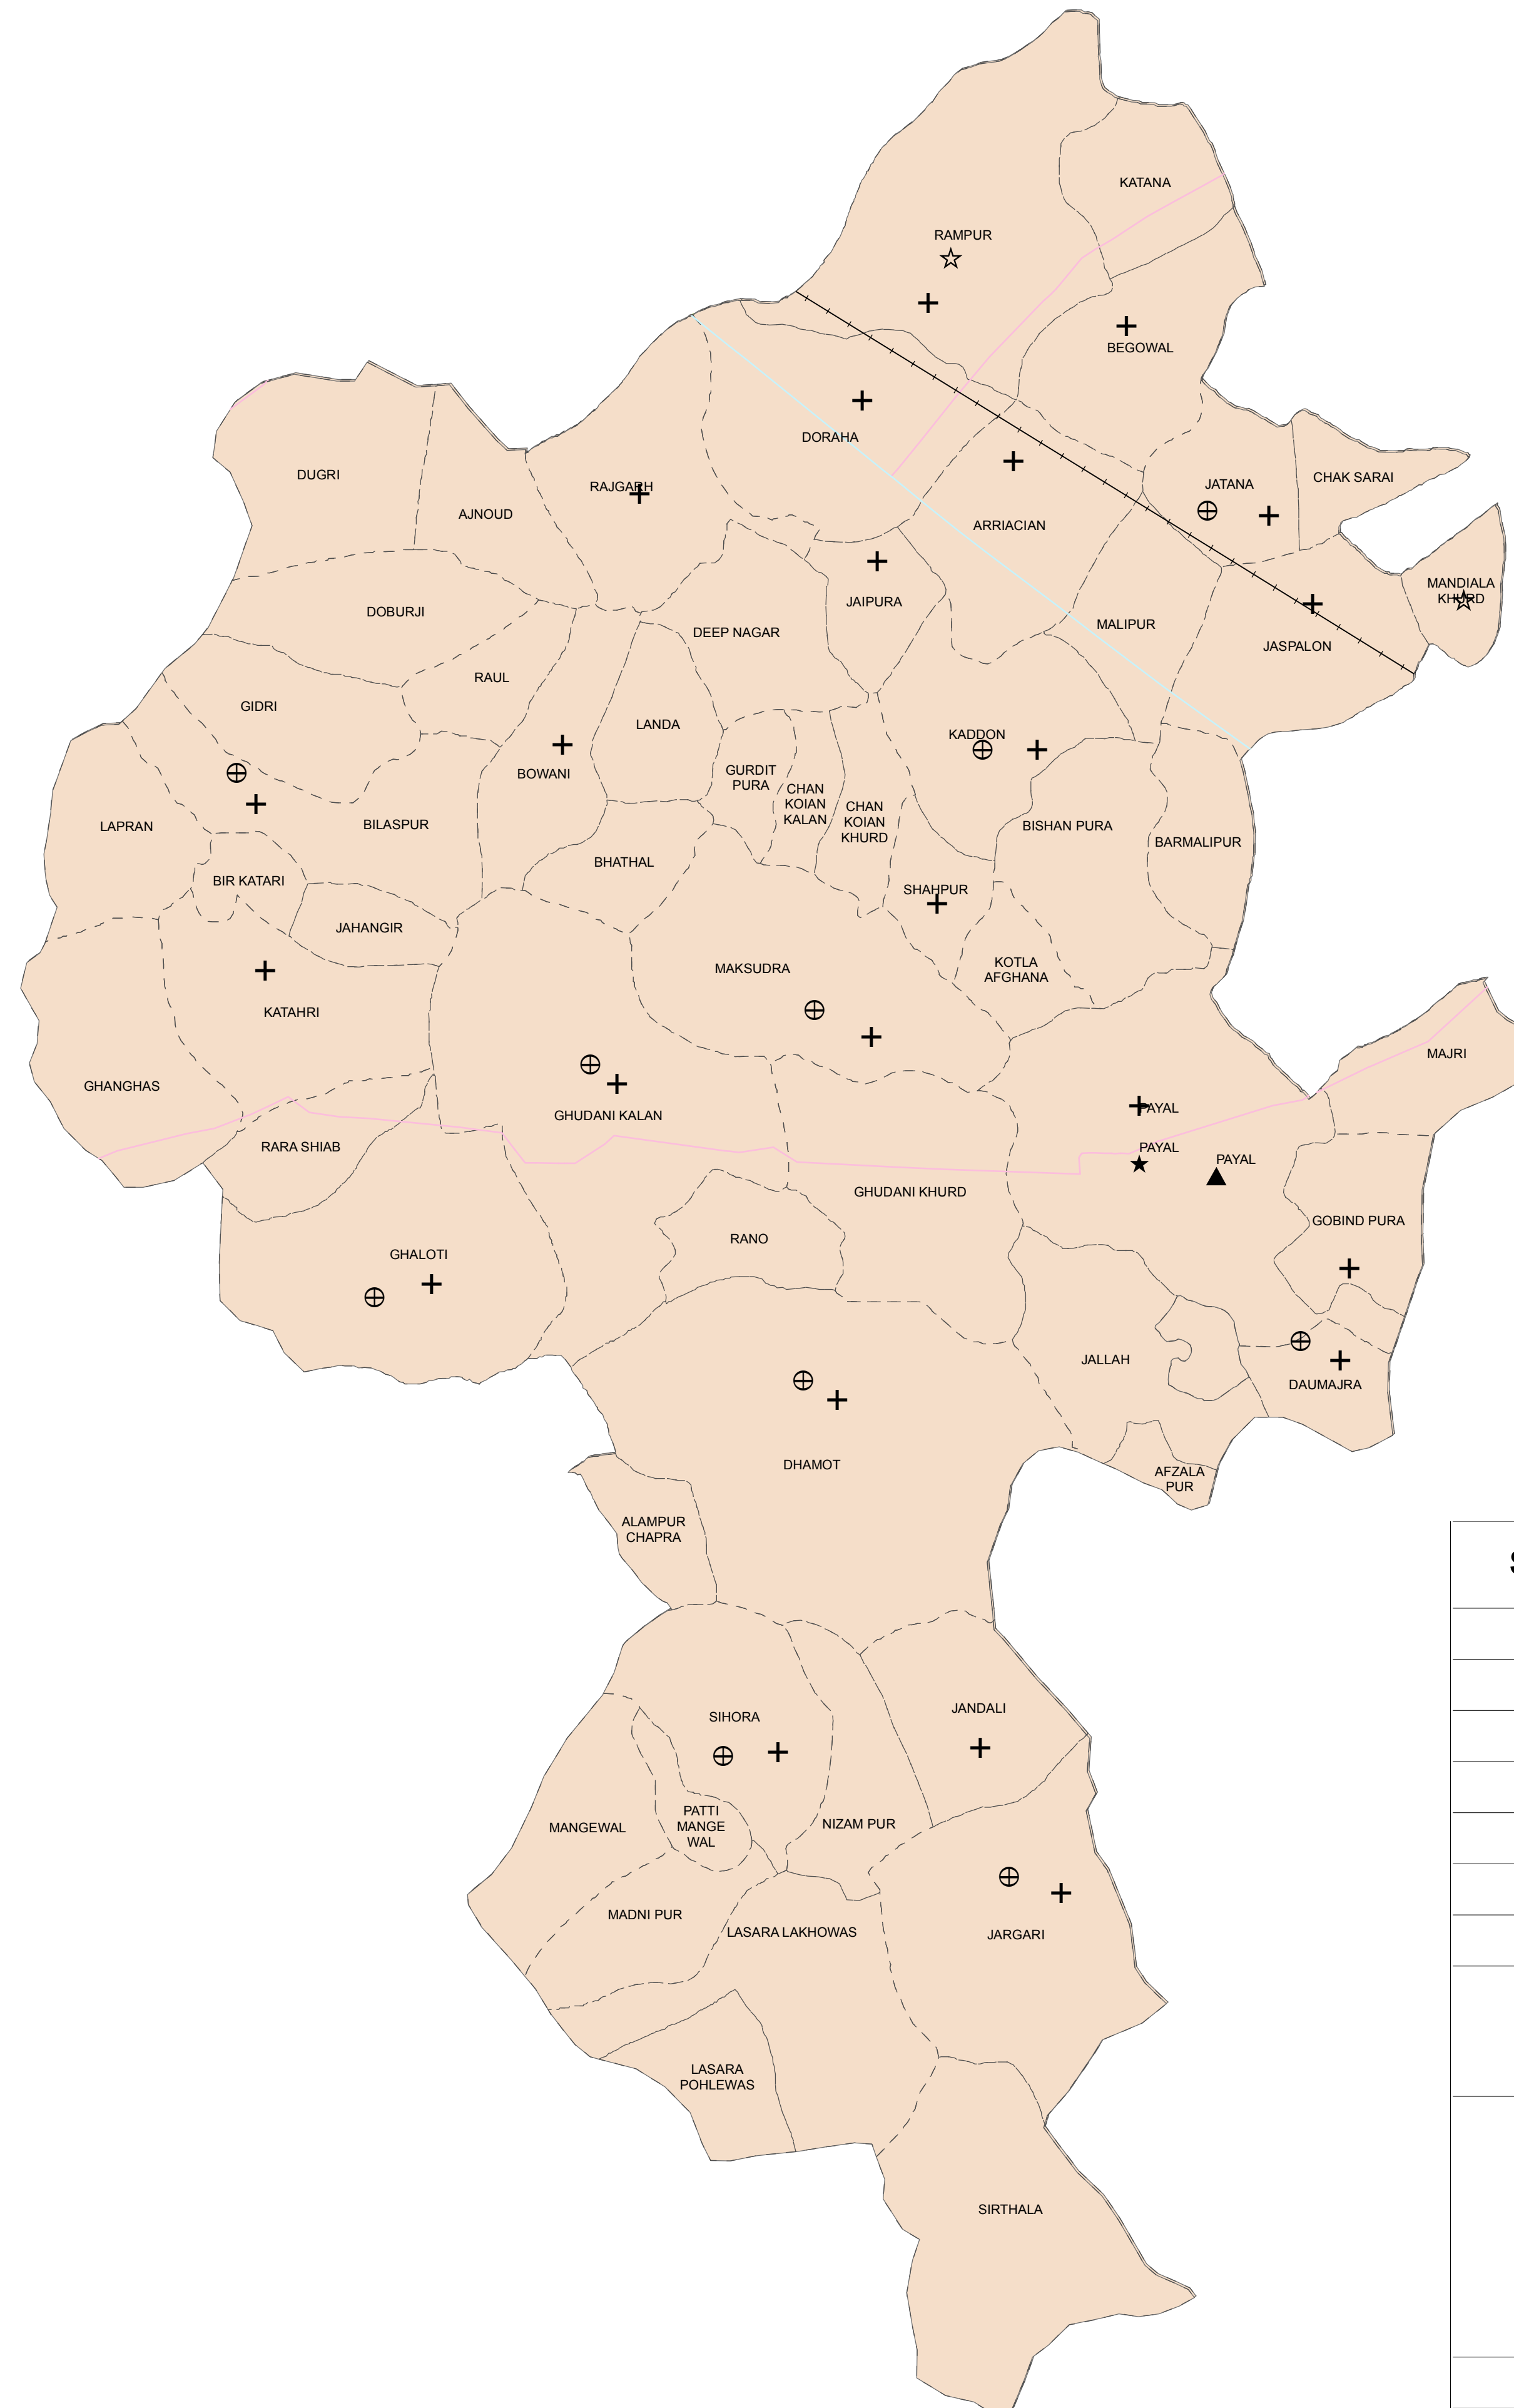 KATANA
RAMPUR
BEGOWAL
DORAHA
DUGRI
RAJGARH
JATANA
CHAK SARAI
AJNOUD
ARRIACIAN
MANDIALA
KHURD
DOBURJI
JAIPURA
MALIPUR
DEEP NAGAR
JASPALON
RAUL
GIDRI
LANDA
KADDON
BOWANI
GURDIT
PURA
CHAN
KOIAN
KALAN
CHAN
KOIAN
KHURD
LAPRAN
BILASPUR
BISHAN PURA
BARMALIPUR
BHATHAL
BIR KATARI
SHAHPUR
JAHANGIR
MAKSUDRA
KOTLA
AFGHANA
KATAHRI
MAJRI
GHANGHAS
GHUDANI KALAN
PAYAL
RARA SHIAB
PAYAL
PAYAL
GHUDANI KHURD
GOBIND PURA
RANO
GHALOTI
JALLAH
DAUMAJRA
DHAMOT
AFZALA
PUR
ALAMPUR
CHAPRA
SIHORA
JANDALI
MANGEWAL
PATTI
MANGE
WAL
NIZAM PUR
MADNI PUR
LASARA LAKHOWAS
JARGARI
LASARA
POHLEWAS
SIRTHALA